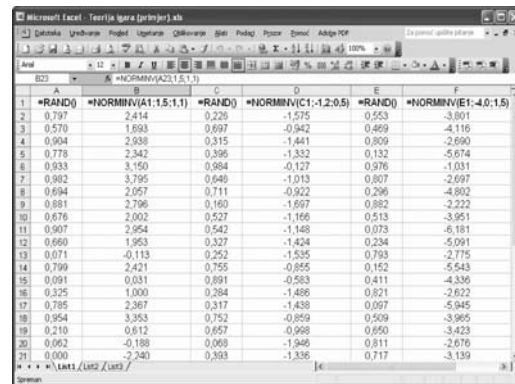 Microsoft Excel - Teorija igara (primjer).xls
Datoteka Uređivanje Pogled Umetanje Oblikovanje Alati Podaci Prozor Pomoć Adobe PDF
Arial 12 B I U
B23 =NORMINV(A23;1,5;1,1)
A B C D E F
1 =RAND() =NORMINV(A1;1,5;1,1) =RAND() =NORMINV(C1;-1,2;0,5) =RAND() =NORMINV(E1;-4,0;1,5)
2 0,797 2,414 0,226 -1,575 0,553 -3,801
3 0,570 1,693 0,697 -0,942 0,469 -4,116
4 0,904 2,938 0,315 -1,441 0,809 -2,690
5 0,778 2,342 0,396 -1,332 0,132 -5,674
6 0,933 3,150 0,984 -0,127 0,976 -1,031
7 0,982 3,795 0,646 -1,013 0,807 -2,697
8 0,694 2,057 0,711 -0,922 0,296 -4,802
9 0,881 2,796 0,160 -1,697 0,882 -2,222
10 0,676 2,002 0,527 -1,166 0,513 -3,951
11 0,907 2,954 0,542 -1,148 0,073 -6,181
12 0,660 1,953 0,327 -1,424 0,234 -5,091
13 0,071 -0,113 0,252 -1,535 0,793 -2,775
14 0,799 2,421 0,755 -0,855 0,152 -5,543
15 0,091 0,031 0,891 -0,583 0,411 -4,336
16 0,325 1,000 0,284 -1,486 0,821 -2,622
17 0,785 2,367 0,317 -1,438 0,097 -5,945
18 0,954 3,353 0,752 -0,859 0,509 -3,965
19 0,210 0,612 0,657 -0,998 0,650 -3,423
20 0,062 -0,188 0,068 -1,946 0,811 -2,676
21 0,000 -2,240 0,393 -1,336 0,717 -3,139
List1 List2 List3
Spreman